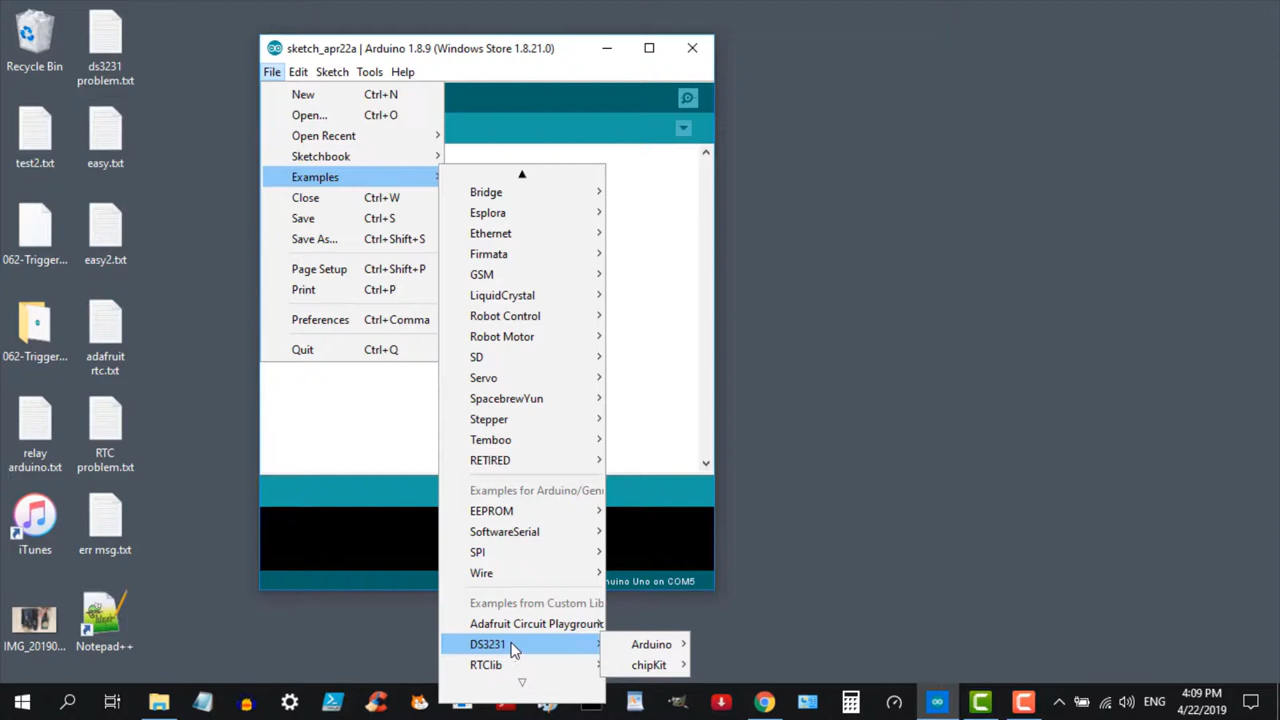 Recycle Bin
ds3231
problem.txt
test2.txt
easy.txt
062-Trigger...
easy2.txt
062-Trigger...
adafruit
rtc.txt
relay
arduino.txt
RTC
problem.txt
iTunes
err msg.txt
IMG_20190...
Notepad++
sketch_apr22a | Arduino 1.8.9 (Windows Store 1.8.21.0)
File Edit Sketch Tools Help
New Ctrl+N
Open... Ctrl+O
Open Recent
Sketchbook
Examples
Close Ctrl+W
Save Ctrl+S
Save As... Ctrl+Shift+S
Page Setup Ctrl+Shift+P
Print Ctrl+P
Preferences Ctrl+Comma
Quit Ctrl+Q
Bridge
Esplora
Ethernet
Firmata
GSM
LiquidCrystal
Robot Control
Robot Motor
SD
Servo
SpacebrewYun
Stepper
Temboo
RETIRED
Examples for Arduino/Gen
EEPROM
SoftwareSerial
SPI
Wire
Examples from Custom Lib
Adafruit Circuit Playground
DS3231
RTClib
Arduino
chipKit
uino Uno on COM5
ENG
4:09 PM
4/22/2019